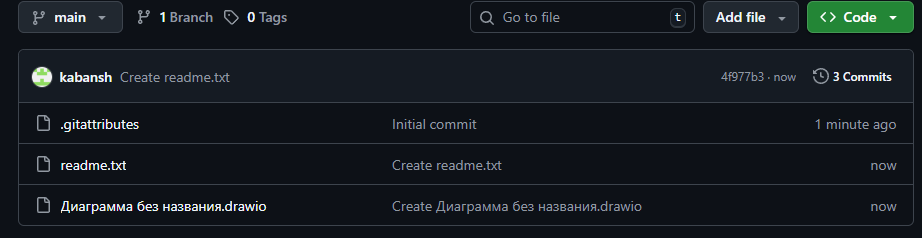 main 1 Branch 0 Tags Go to file t Add file Code
kabansh Create readme.txt 4f977b3 · now 3 Commits
.gitattributes Initial commit 1 minute ago
readme.txt Create readme.txt now
Диаграмма без названия.drawio Create Диаграмма без названия.drawio now